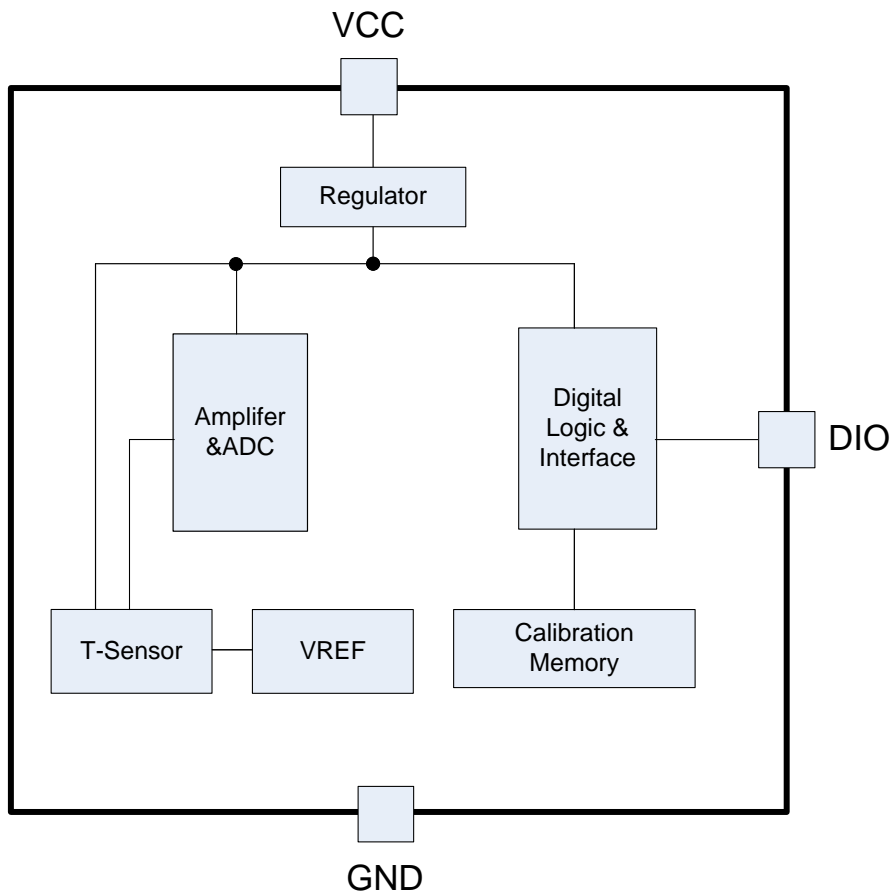 VCC
Regulator
Amplifer
&ADC
Digital
Logic &
Interface
DIO
T-Sensor
VREF
Calibration
Memory
GND